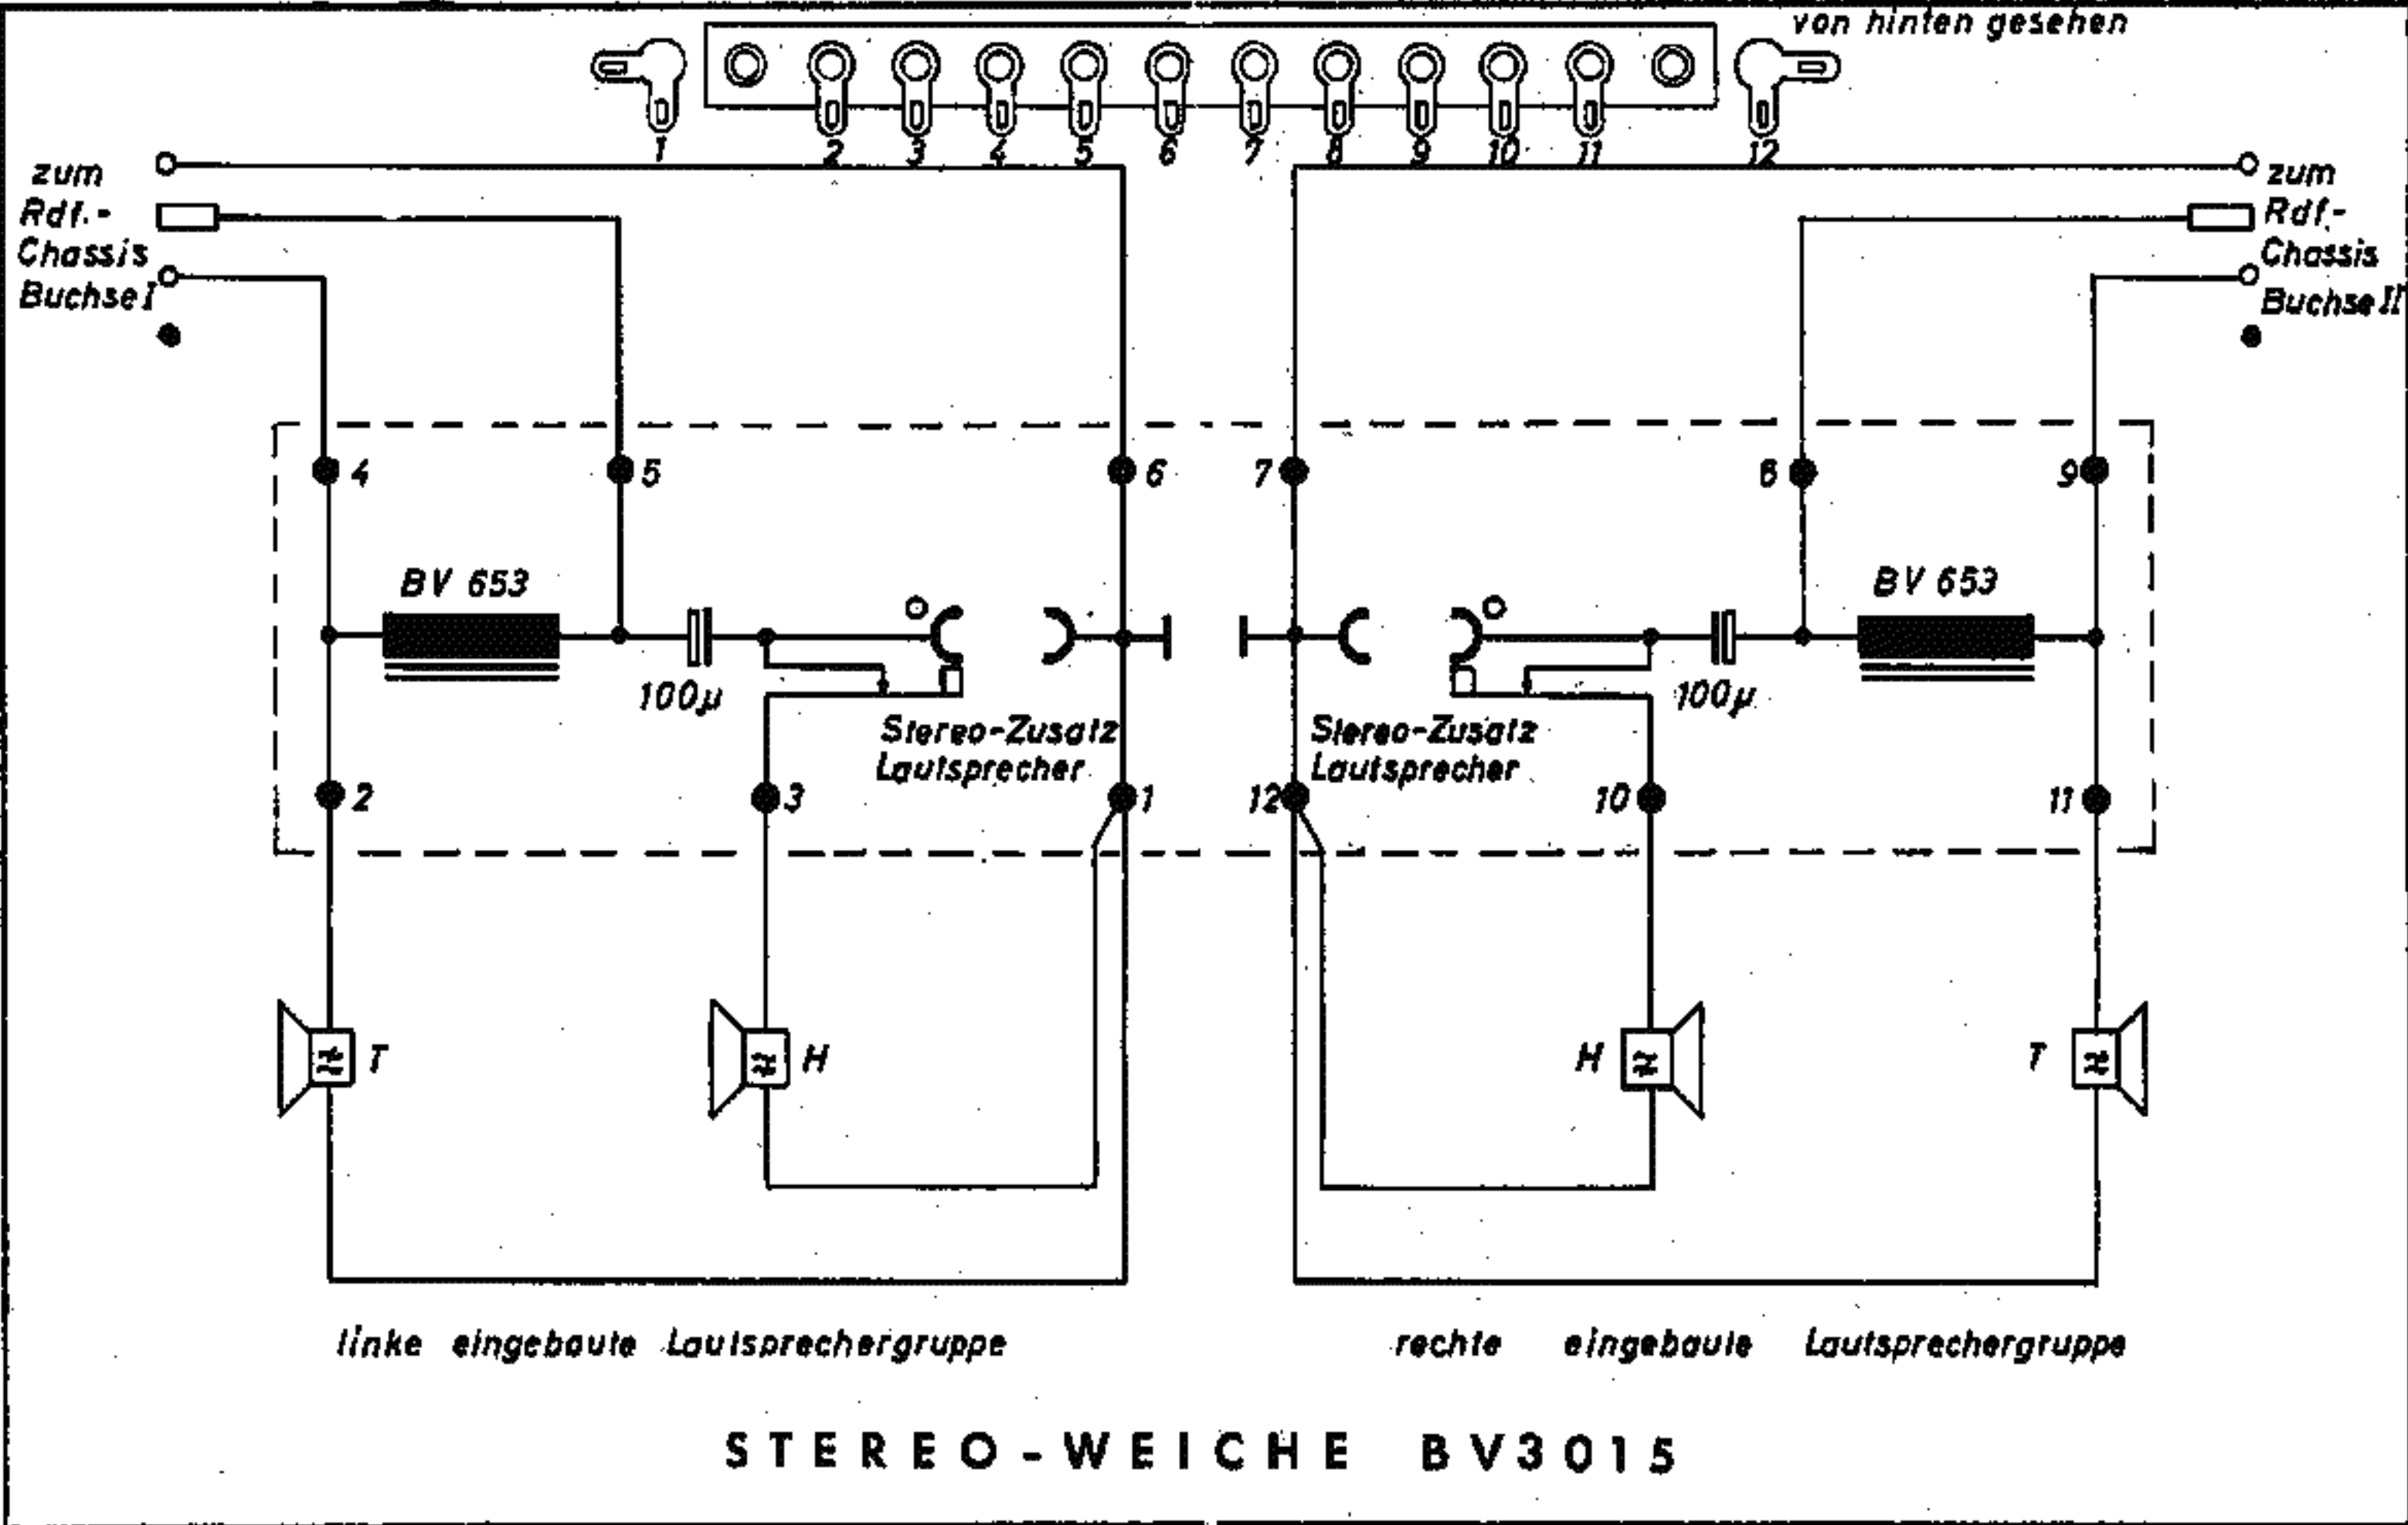 von hinten gesehen
1 2 3 4 5 6 7 8 9 10 11 12
zum
Rdf.-
Chassis
Buchse I
zum
Rdf.-
Chassis
Buchse II
4 5 6 7 8 9
BV 653
BV 653
100µ
100µ
Stereo-Zusatz
Lautsprecher
Stereo-Zusatz
Lautsprecher
2 3 1 12 10 11
T H H T
linke eingebaute Lautsprechergruppe
rechte eingebaute Lautsprechergruppe
STEREO-WEICHE BV3015